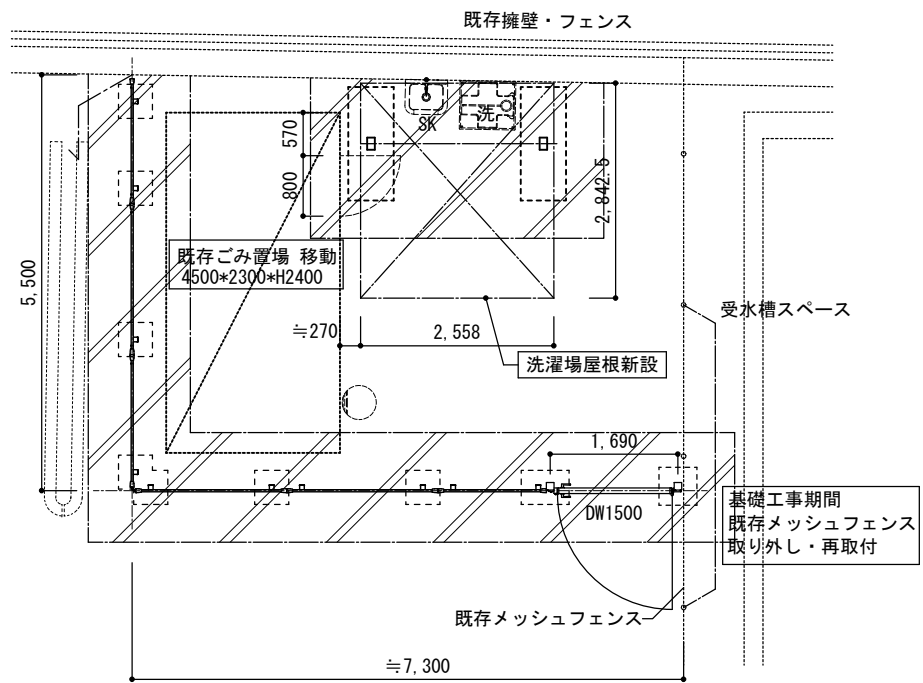 既存擁壁・フェンス
570
800
5,500
SK
洗
2,842.5
既存ごみ置場 移動
4500*2300*H2400
≒270
2,558
受水槽スペース
洗濯場屋根新設
1,690
DW1500
基礎工事期間
既存メッシュフェンス
取り外し・再取付
既存メッシュフェンス
≒7,300